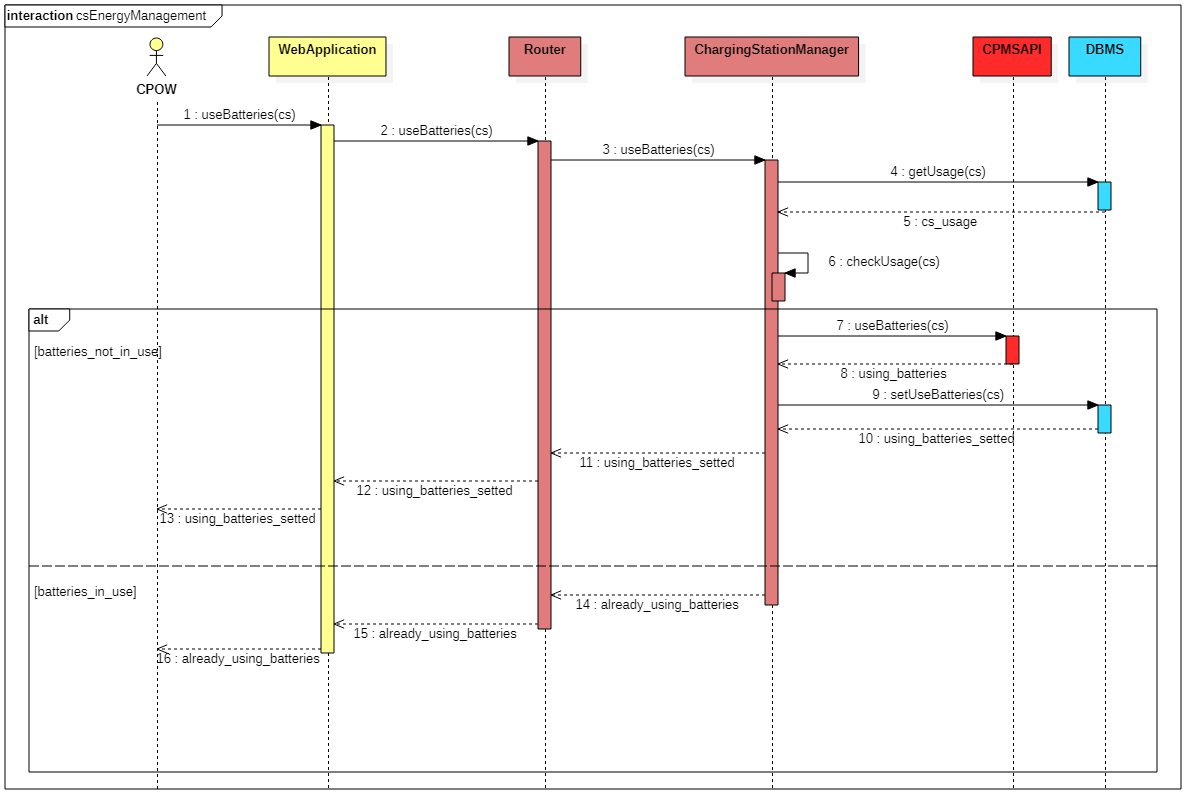 interaction csEnergyManagement
CPOW
WebApplication
Router
ChargingStationManager
CPMSAPI
DBMS
1 : useBatteries(cs)
2 : useBatteries(cs)
3 : useBatteries(cs)
4 : getUsage(cs)
5 : cs_usage
6 : checkUsage(cs)
alt
7 : useBatteries(cs)
[batteries_not_in_use]
8 : using_batteries
9 : setUseBatteries(cs)
10 : using_batteries_setted
11 : using_batteries_setted
12 : using_batteries_setted
13 : using_batteries_setted
[batteries_in_use]
14 : already_using_batteries
15 : already_using_batteries
16 : already_using_batteries